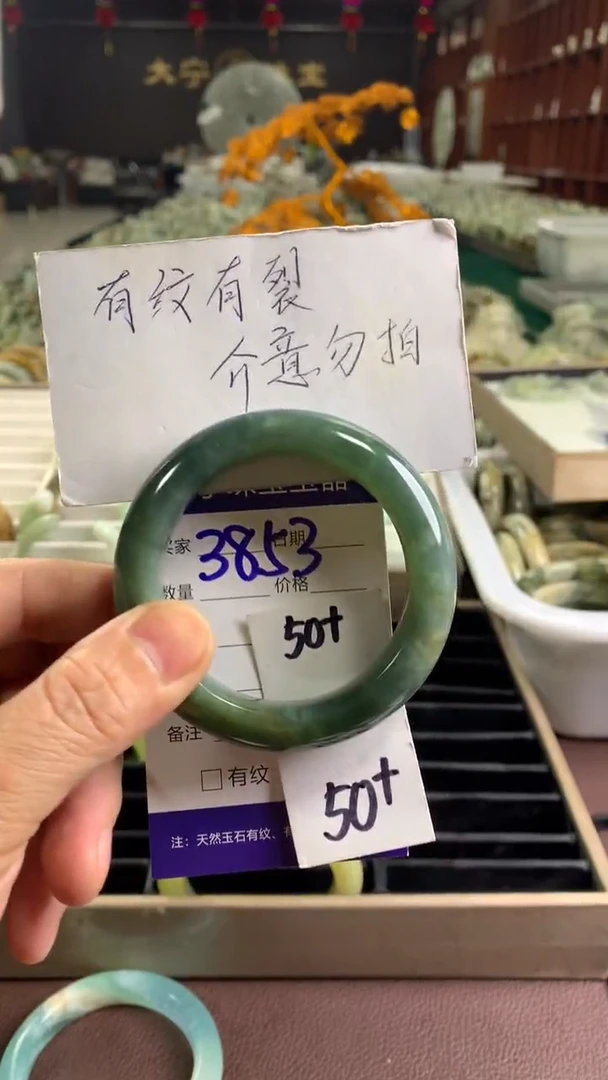 有纹有裂
介意勿拍
买家 3853 日期
数量 价格
50+
备注
□有纹
50+
注：天然玉石有纹、